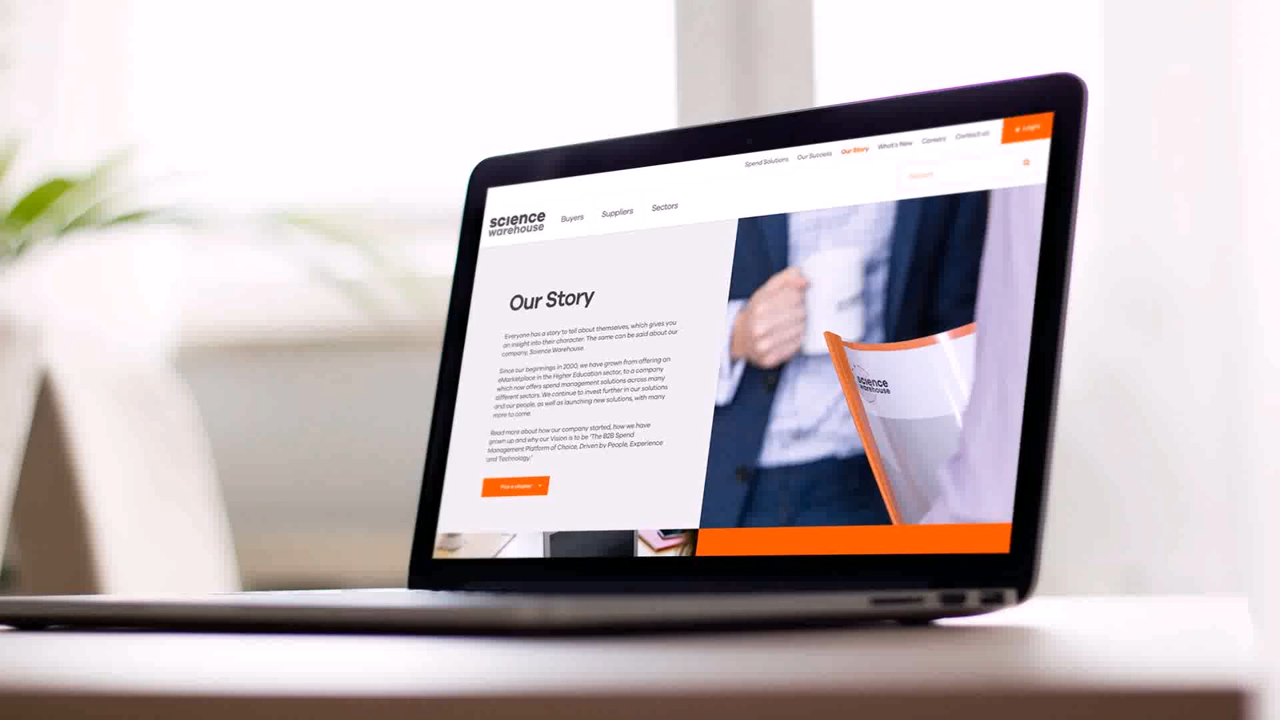 Login
Spend Solutions
Our Success
Our Story
What's New
Careers
Contact us
Search
science
warehouse
Buyers
Suppliers
Sectors
Our Story
Everyone has a story to tell about themselves, which gives you
an insight into their character. The same can be said about our
company, Science Warehouse.
Since our beginnings in 2000, we have grown from offering an
eMarketplace in the Higher Education sector, to a company
which now offers spend management solutions across many
different sectors. We continue to invest further in our solutions
and our people, as well as launching new solutions, with many
more to come.
Read more about how our company started, how we have
grown up and why our Vision is to be 'The B2B Spend
Management Platform of Choice, Driven by People, Experience
and Technology.'
science
warehouse